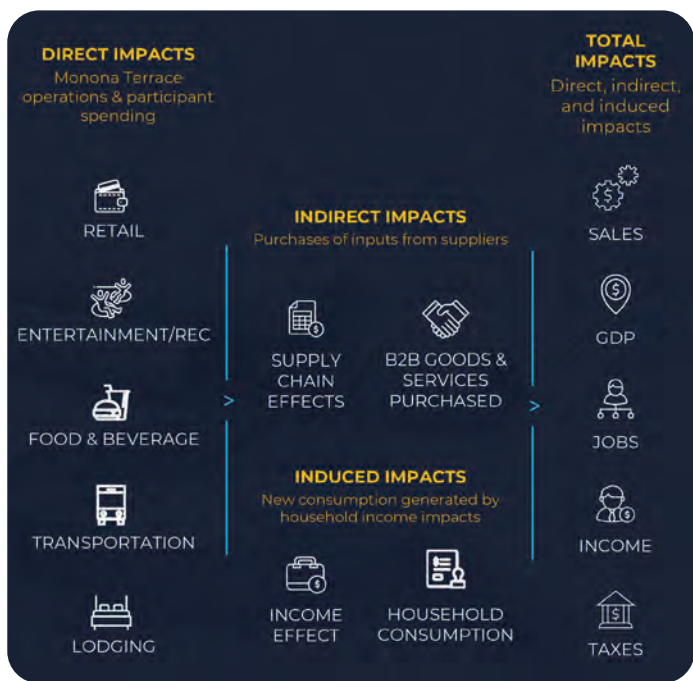 DIRECT IMPACTS
Monona Terrace
operations & participant
spending
RETAIL
ENTERTAINMENT/REC
FOOD & BEVERAGE
TRANSPORTATION
LODGING
INDIRECT IMPACTS
Purchases of inputs from suppliers
SUPPLY
CHAIN
EFFECTS
B2B GOODS &
SERVICES
PURCHASED
INDUCED IMPACTS
New consumption generated by
household income impacts
INCOME
EFFECT
HOUSEHOLD
CONSUMPTION
TOTAL
IMPACTS
Direct, indirect,
and induced
impacts
SALES
GDP
JOBS
INCOME
TAXES